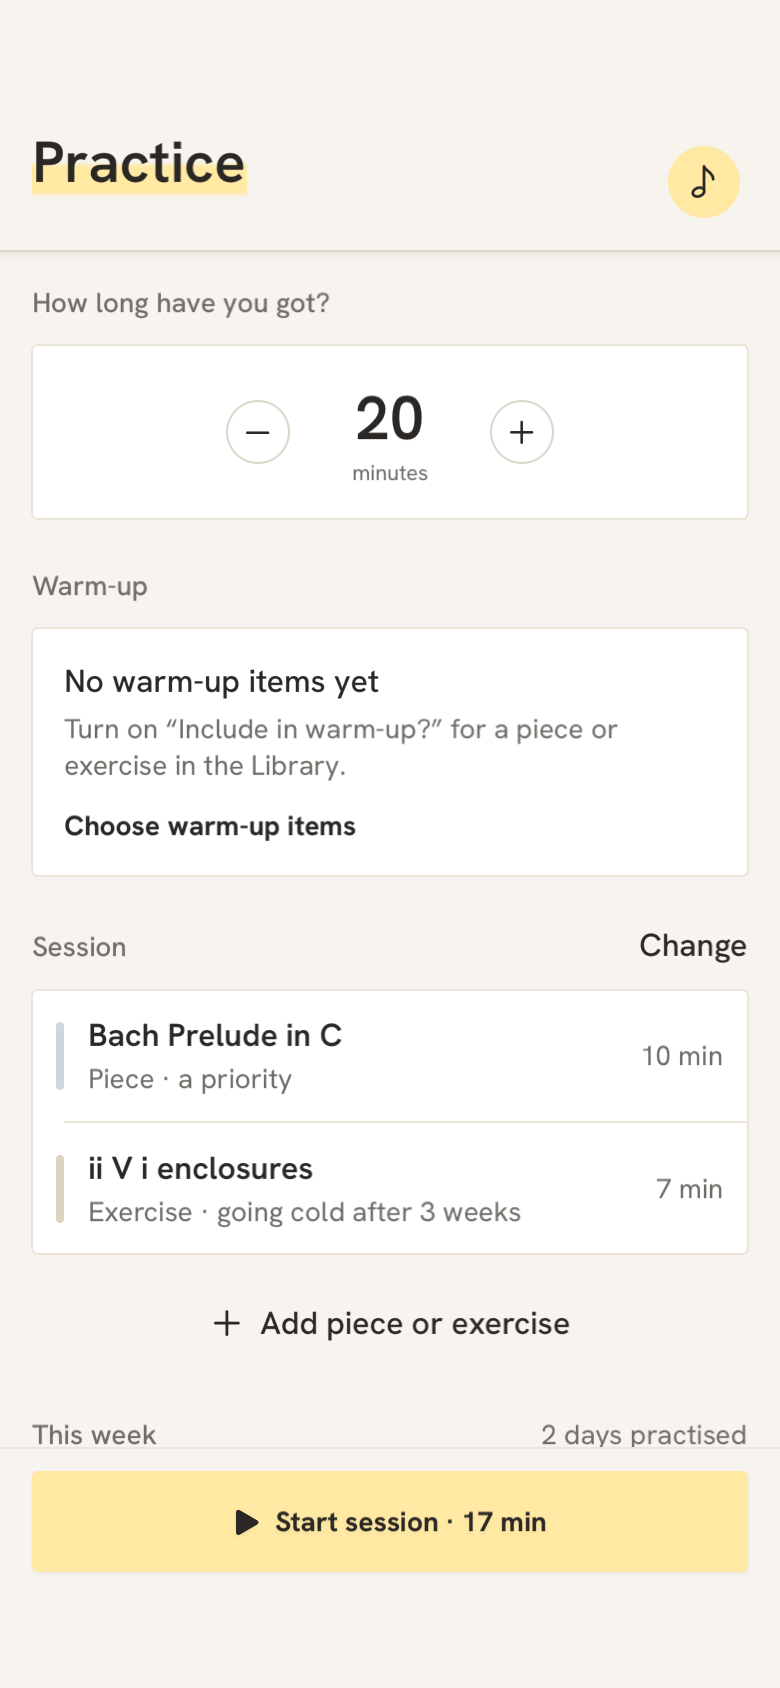 Practice
How long have you got?
20
minutes
Warm-up
No warm-up items yet
Turn on “Include in warm-up?” for a piece or
exercise in the Library.
Choose warm-up items
Session
Change
Bach Prelude in C
Piece · a priority
10 min
ii V i enclosures
Exercise · going cold after 3 weeks
7 min
Add piece or exercise
This week
2 days practised
Start session · 17 min